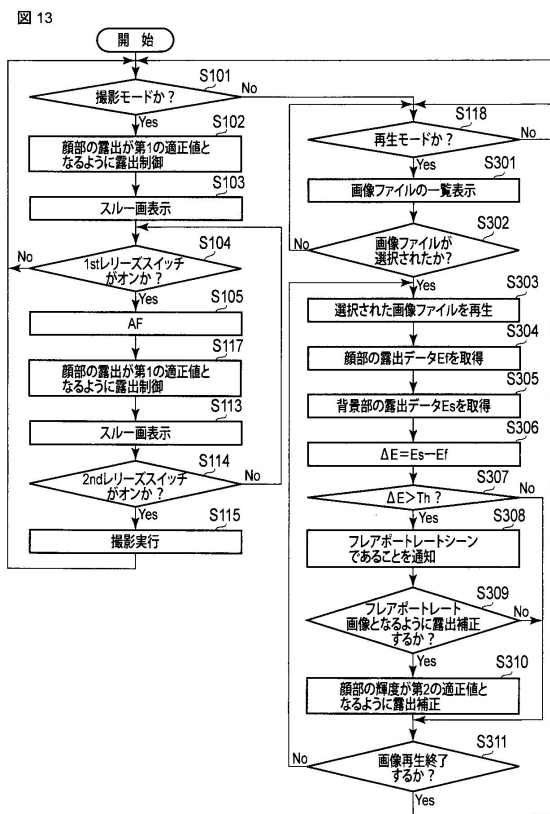 図 13
開 始
S101
撮影モードか?
No
Yes
S102
顔部の露出が第1の適正値と
なるように露出制御
S103
スルー画表示
S104
No
1stレリーズスイッチ
がオンか?
Yes
S105
AF
S117
顔部の露出が第1の適正値と
なるように露出制御
S113
スルー画表示
S114
2ndレリーズスイッチ
がオンか?
No
Yes
S115
撮影実行
S118
再生モードか?
No
Yes
S301
画像ファイルの一覧表示
S302
No
画像ファイルが
選択されたか?
Yes
S303
選択された画像ファイルを再生
S304
顔部の露出データEfを取得
S305
背景部の露出データEsを取得
S306
ΔE=Es−Ef
S307
ΔE>Th?
No
Yes
S308
フレアポートレートシーン
であることを通知
S309
フレアポートレート
画像となるように露出補正
するか?
No
Yes
S310
顔部の輝度が第2の適正値と
なるように露出補正
S311
No
画像再生終了
するか?
Yes